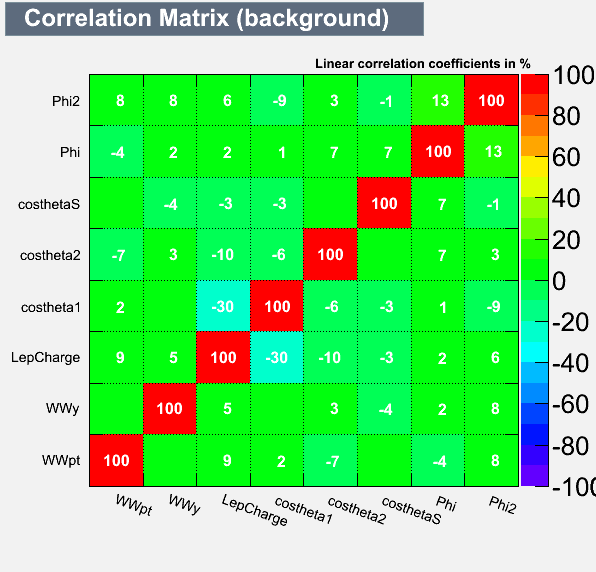 Correlation Matrix (background)
Linear correlation coefficients in %
Phi2 8 8 6 -9 3 -1 13 100
Phi -4 2 2 1 7 7 100 13
costhetaS -4 -3 -3 100 7 -1
costheta2 -7 3 -10 -6 100 7 3
costheta1 2 -30 100 -6 -3 1 -9
LepCharge 9 5 100 -30 -10 -3 2 6
WWy 100 5 3 -4 2 8
WWpt 100 9 2 -7 -4 8
WWpt WWy LepCharge costheta1 costheta2 costhetaS Phi Phi2
100
80
60
40
20
0
-20
-40
-60
-80
-100